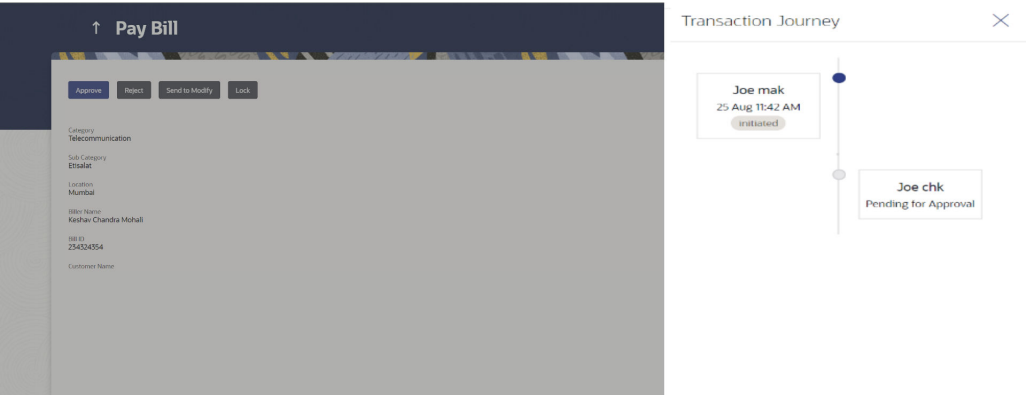 Pay Bill
Approve Reject Send to Modify Lock
Category
Telecommunication
Sub Category
Etisalat
Location
Mumbai
Biller Name
Keshav Chandra Mohali
Bill ID
234324354
Customer Name
Transaction Journey
Joe mak
25 Aug 11:42 AM
initiated
Joe chk
Pending for Approval